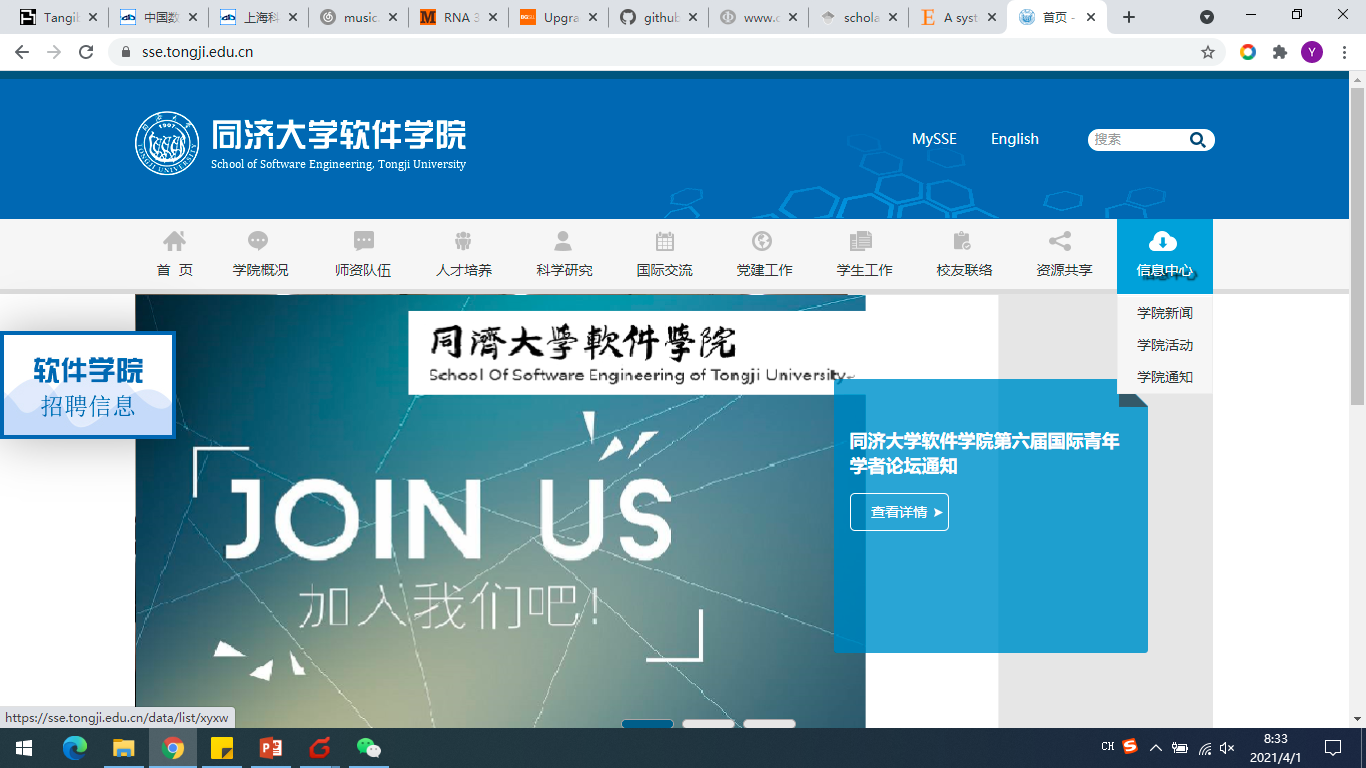 Tangib
中国数
上海科
music.
RNA 3
Upgra
github
www.c
schola
A syst
首页 -
sse.tongji.edu.cn
Y
同济大学软件学院
School of Software Engineering, Tongji University
MySSE
English
搜索
首 页
学院概况
师资队伍
人才培养
科学研究
国际交流
党建工作
学生工作
校友联络
资源共享
信息中心
学院新闻
学院活动
学院通知
软件学院
招聘信息
同濟大學軟件學院
School Of Software Engineering of Tongji University
JOIN US
加入我们吧!
同济大学软件学院第六届国际青年
学者论坛通知
查看详情
https://sse.tongji.edu.cn/data/list/xyxw
CH
8:33
2021/4/1